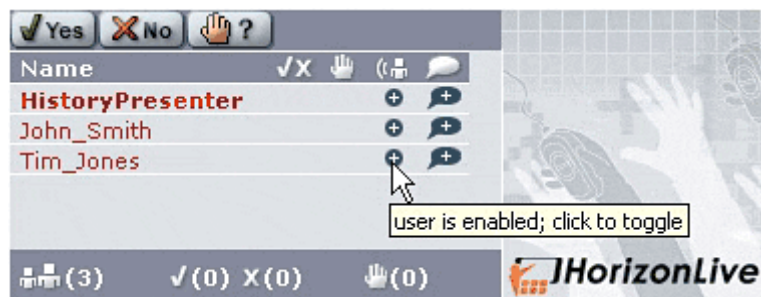 Yes No ?
Name √X
HistoryPresenter
John_Smith
Tim_Jones
user is enabled; click to toggle
(3) √(0) X(0) (0)
HorizonLive